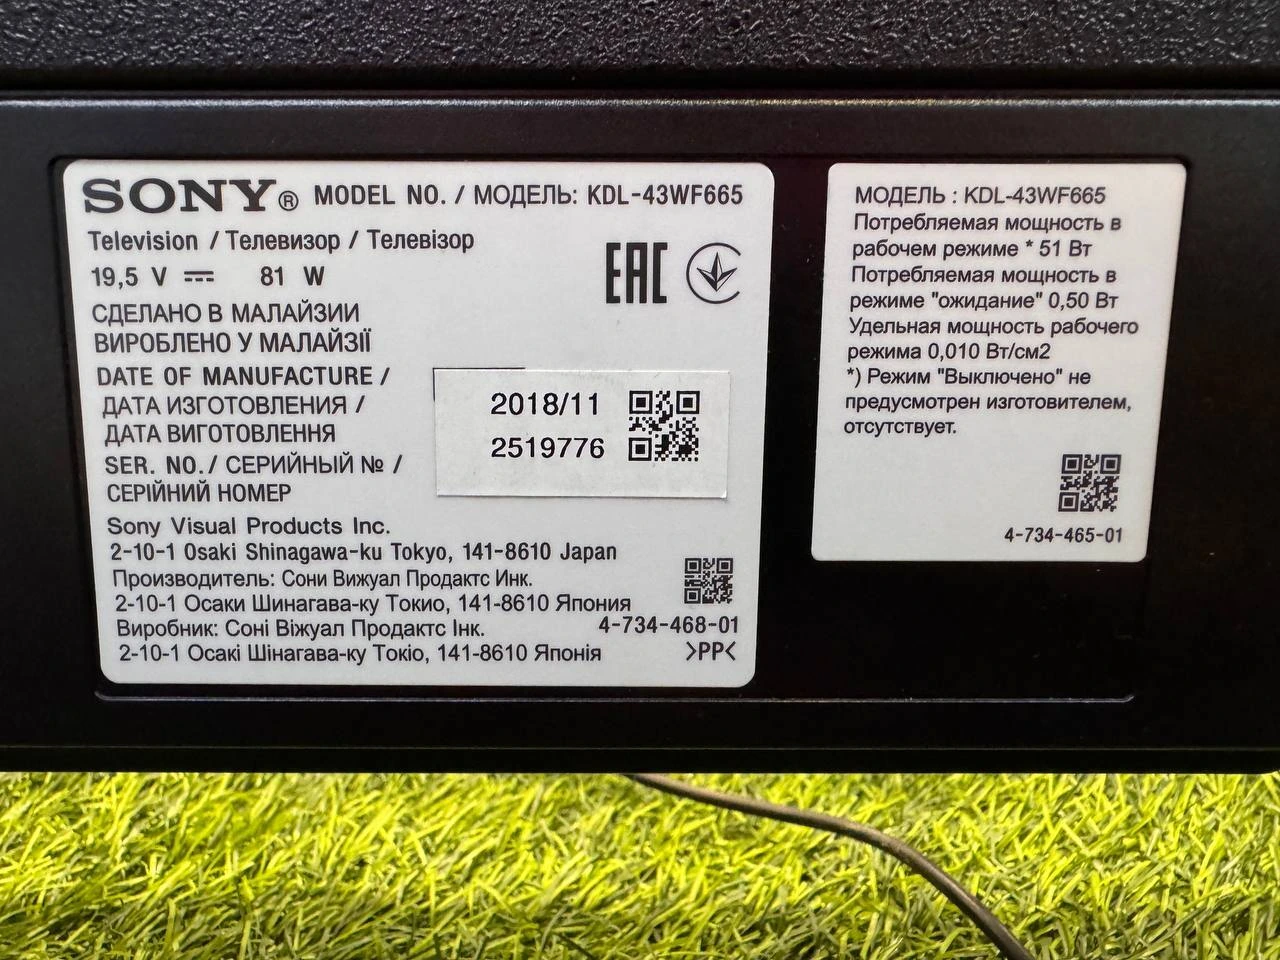 SONY® MODEL NO. / МОДЕЛЬ: KDL-43WF665
Television / Телевизор / Телевізор
19,5 V ⎓ 81 W
EAC
СДЕЛАНО В МАЛАЙЗИИ
ВИРОБЛЕНО У МАЛАЙЗІЇ
DATE OF MANUFACTURE /
ДАТА ИЗГОТОВЛЕНИЯ /
ДАТА ВИГОТОВЛЕННЯ
2018/11
2519776
SER. NO./ СЕРИЙНЫЙ № /
СЕРІЙНИЙ НОМЕР
Sony Visual Products Inc.
2-10-1 Osaki Shinagawa-ku Tokyo, 141-8610 Japan
Производитель: Сони Вижуал Продактс Инк.
2-10-1 Осаки Шинагава-ку Токио, 141-8610 Япония
Виробник: Соні Віжуал Продактс Інк.
2-10-1 Осакі Шінагава-ку Токіо, 141-8610 Японія
4-734-468-01
>PP<
МОДЕЛЬ : KDL-43WF665
Потребляемая мощность в
рабочем режиме * 51 Вт
Потребляемая мощность в
режиме "ожидание" 0,50 Вт
Удельная мощность рабочего
режима 0,010 Вт/см2
*) Режим "Выключено" не
предусмотрен изготовителем,
отсутствует.
4-734-465-01